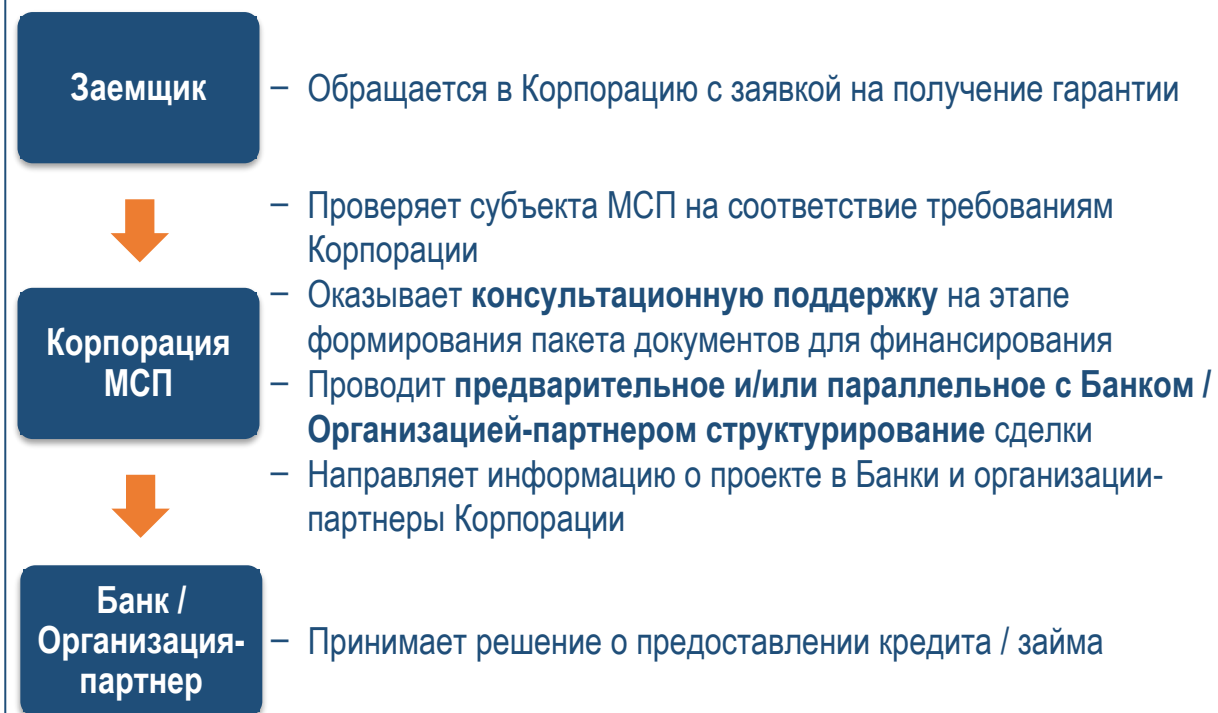 Заемщик
– Обращается в Корпорацию с заявкой на получение гарантии
– Проверяет субъекта МСП на соответствие требованиям
Корпорации
Корпорация
МСП
– Оказывает консультационную поддержку на этапе
формирования пакета документов для финансирования
– Проводит предварительное и/или параллельное с Банком /
Организацией-партнером структурирование сделки
– Направляет информацию о проекте в Банки и организации-
партнеры Корпорации
Банк /
Организация-
партнер
– Принимает решение о предоставлении кредита / займа